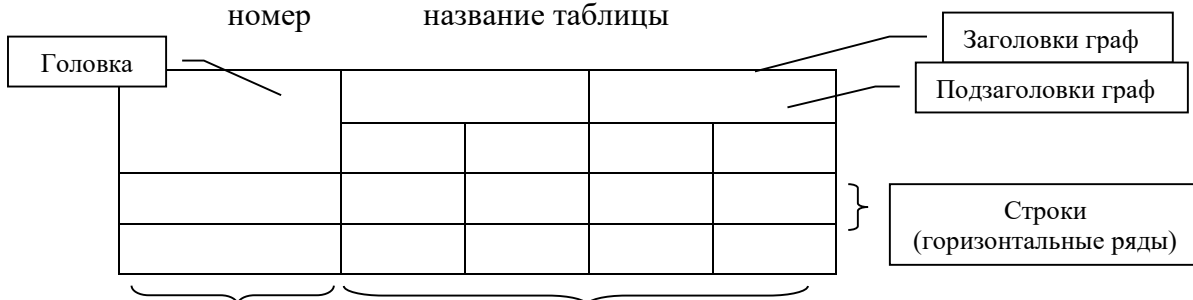 номер название таблицы
Заголовки граф
Головка
Подзаголовки граф
Строки
(горизонтальные ряды)